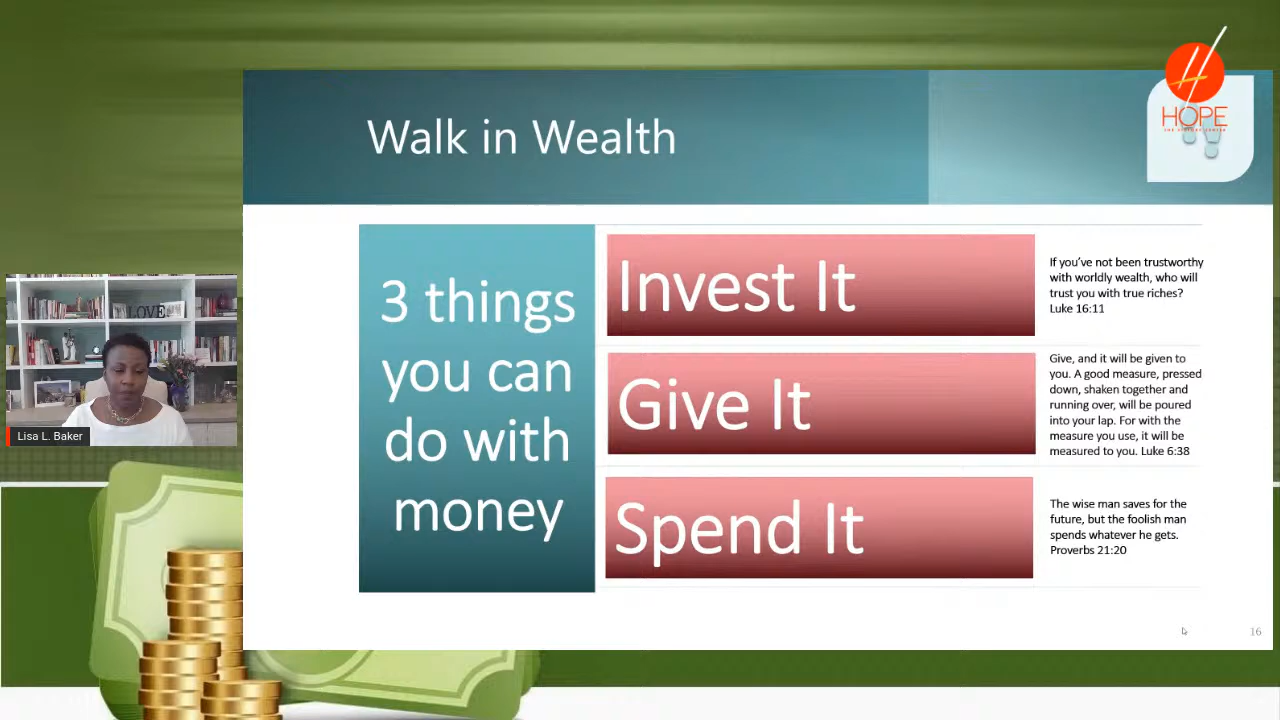 HOPE
Walk in Wealth
3 things
you can
do with
money
Invest It
If you've not been trustworthy
with worldly wealth, who will
trust you with true riches?
Luke 16:11
Give It
Give, and it will be given to
you. A good measure, pressed
down, shaken together and
running over, will be poured
into your lap. For with the
measure you use, it will be
measured to you. Luke 6:38
Spend It
The wise man saves for the
future, but the foolish man
spends whatever he gets.
Proverbs 21:20
16
LOVE
Lisa L. Baker